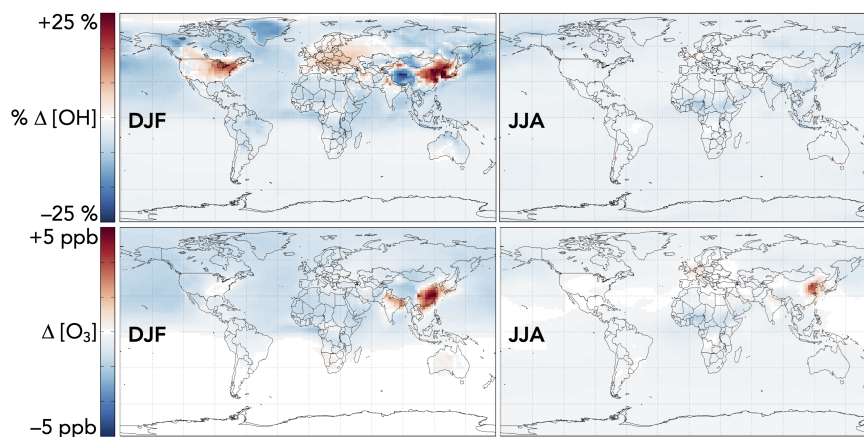 +25 %
% Δ [OH]
−25 %
DJF
JJA
+5 ppb
Δ [O₃]
−5 ppb
DJF
JJA